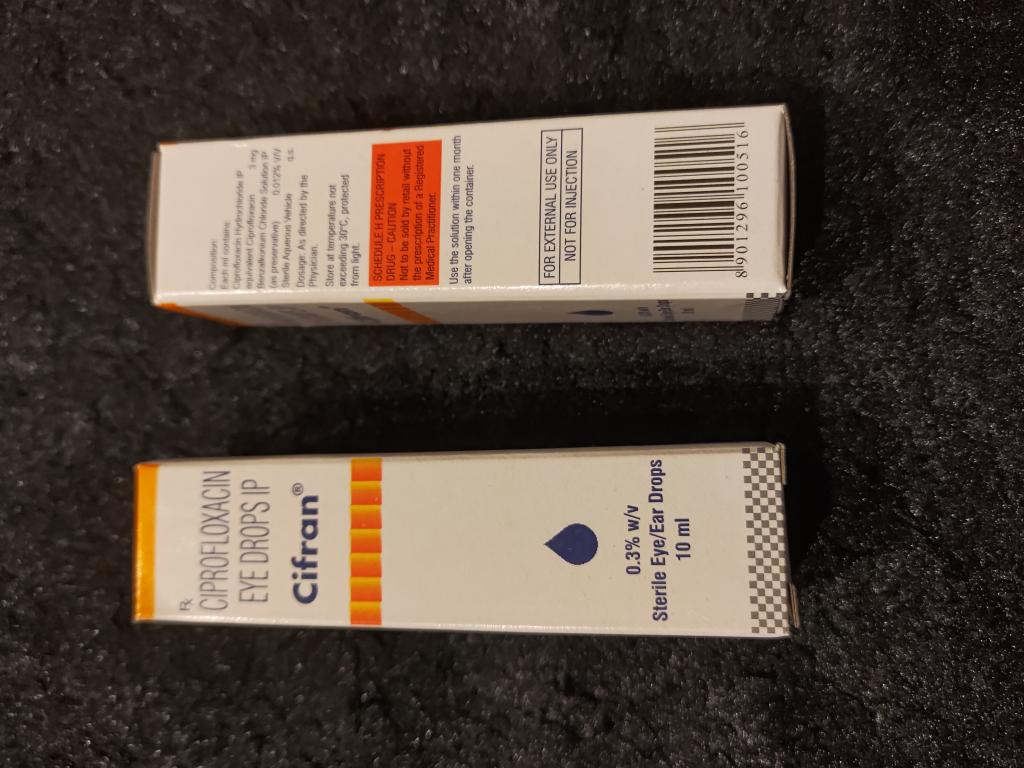 Composition:
Each ml contains:
Ciprofloxacin Hydrochloride IP
equivalent Ciprofloxacin 3 mg
Benzalkonium Chloride Solution IP
(as preservative) 0.012% V/V
Sterile Aqueous Vehicle q.s.
Dosage: As directed by the
Physician.
Store at temperature not
exceeding 30°C, protected
from light.
SCHEDULE H PRESCRIPTION
DRUG – CAUTION
Not to be sold by retail without
the prescription of a Registered
Medical Practitioner.
Use the solution within one month
after opening the container.
FOR EXTERNAL USE ONLY
NOT FOR INJECTION
8 901296 100516
Rx
CIPROFLOXACIN
EYE DROPS IP
Cifran®
0.3% w/v
Sterile Eye/Ear Drops
10 ml